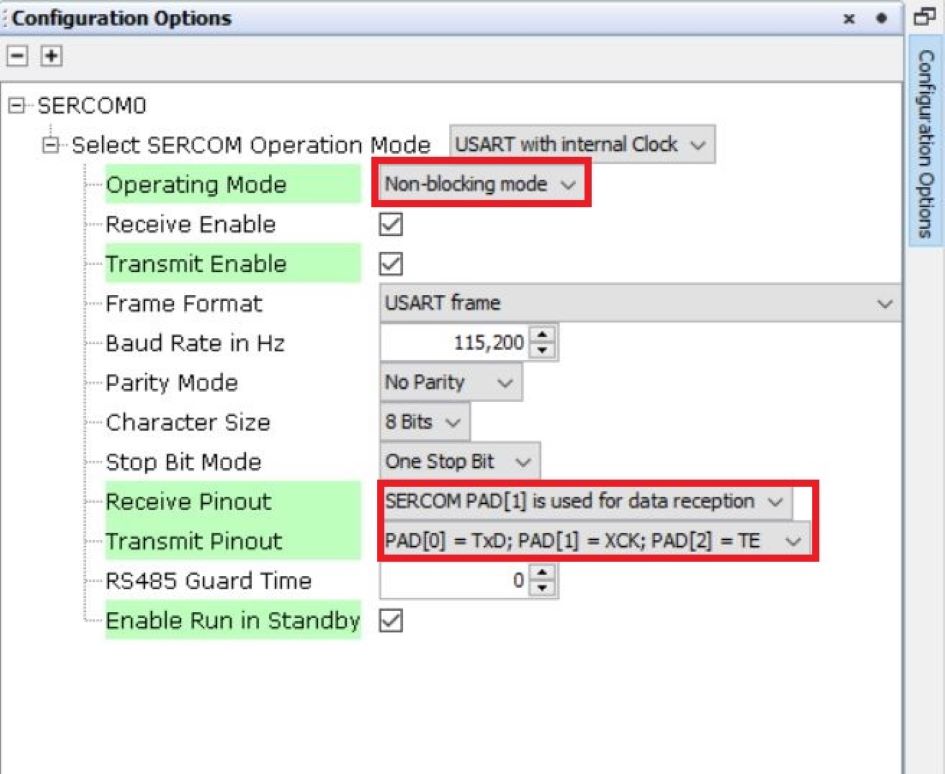 Configuration Options
SERCOM0
Select SERCOM Operation Mode USART with internal Clock
Operating Mode Non-blocking mode
Receive Enable
Transmit Enable
Frame Format USART frame
Baud Rate in Hz 115,200
Parity Mode No Parity
Character Size 8 Bits
Stop Bit Mode One Stop Bit
Receive Pinout SERCOM PAD[1] is used for data reception
Transmit Pinout PAD[0] = TxD; PAD[1] = XCK; PAD[2] = TE
RS485 Guard Time 0
Enable Run in Standby
Configuration Options